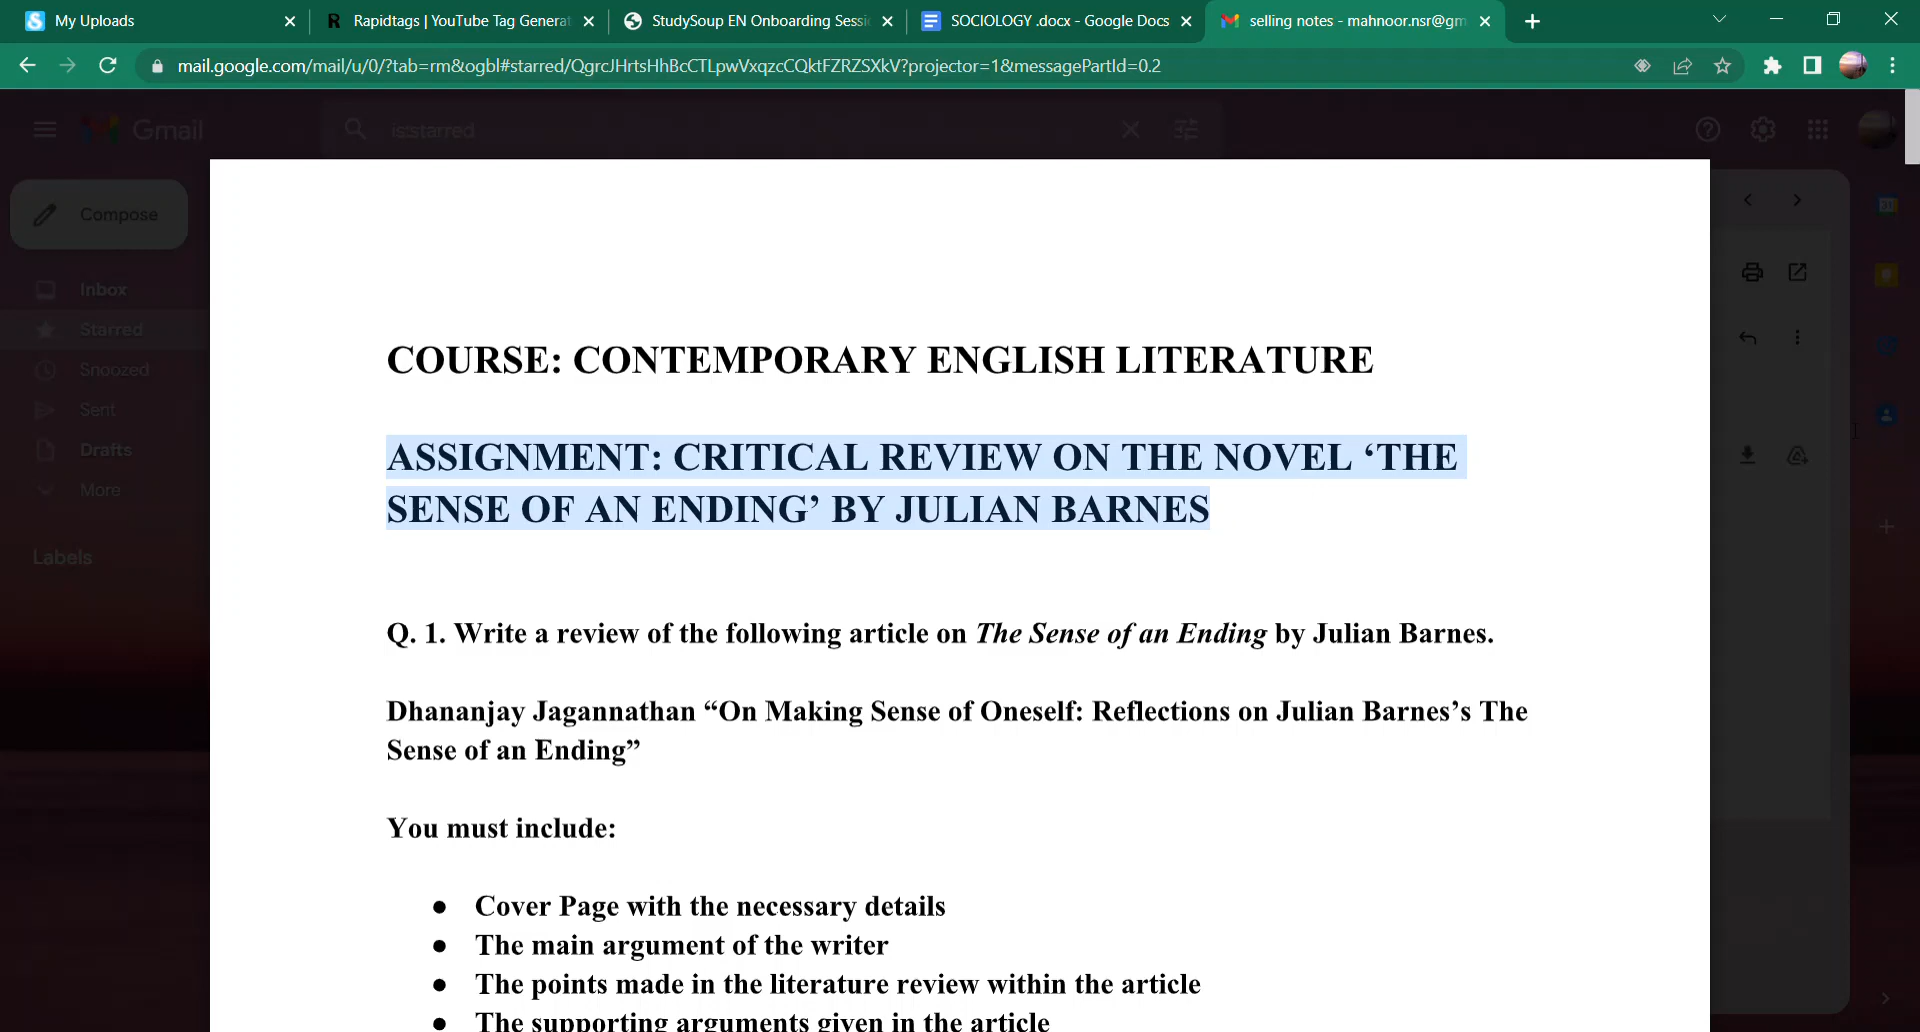 My Uploads
Rapidtags | YouTube Tag Generat
StudySoup EN Onboarding Sessi
SOCIOLOGY .docx - Google Docs
selling notes - mahnoor.nsr@gm
mail.google.com/mail/u/0/?tab=rm&ogbl#starred/QgrcJHrtsHhBcCTLpwVxqzcCQktFZRZSXkV?projector=1&messagePartId=0.2
Gmail
is:starred
Compose
Inbox
Starred
Snoozed
Sent
Drafts
More
Labels
31
COURSE: CONTEMPORARY ENGLISH LITERATURE
ASSIGNMENT: CRITICAL REVIEW ON THE NOVEL ‘THE
SENSE OF AN ENDING’ BY JULIAN BARNES
Q. 1. Write a review of the following article on The Sense of an Ending by Julian Barnes.
Dhananjay Jagannathan “On Making Sense of Oneself: Reflections on Julian Barnes’s The
Sense of an Ending”
You must include:
● Cover Page with the necessary details
● The main argument of the writer
● The points made in the literature review within the article
● The supporting arguments given in the article